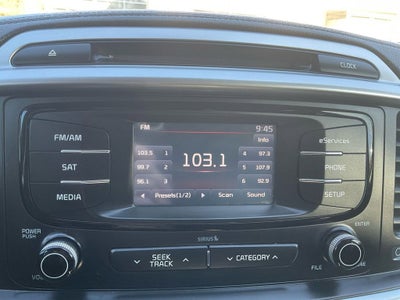 CLOCK
FM/AM
SAT
MEDIA
FM
9:45
Info
103.5 1
99.7 2
95.1 3
103.1
4 97.3
5 107.9
6 92.9
Presets(1/2)
Scan
Sound
eServices
PHONE
SETUP
POWER
PUSH
VOL
SEEK
TRACK
SIRIUS
CATEGORY
ENTER
FILE